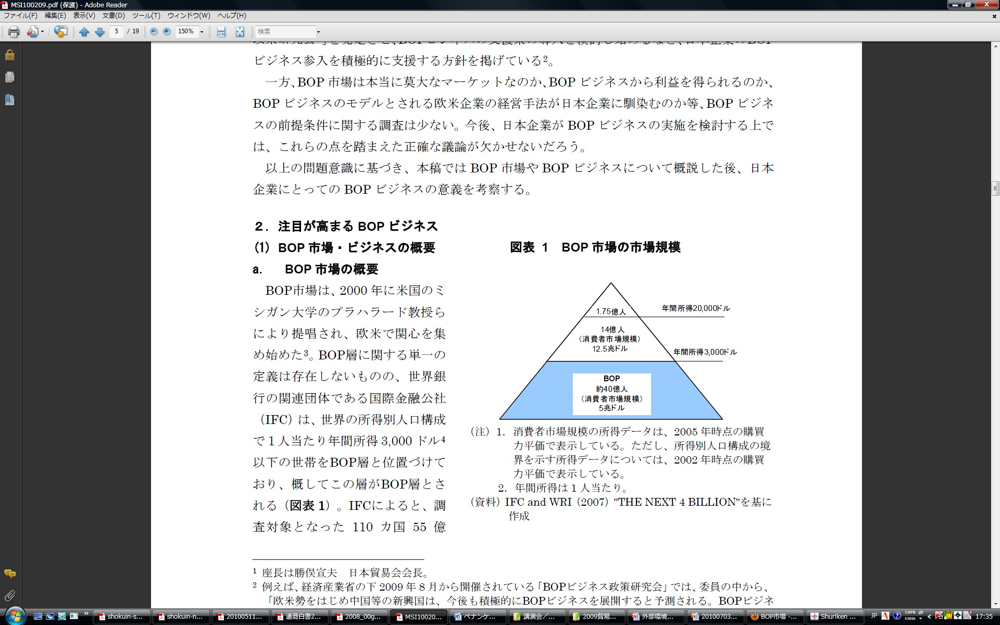 MSI100209.pdf (保護) - Adobe Reader
ファイル(F) 編集(E) 表示(V) 文書(D) ツール(T) ウィンドウ(W) ヘルプ(H)
5 / 19 150% 検索
ビジネス参入を積極的に支援する方針を掲げている2。
一方、BOP 市場は本当に莫大なマーケットなのか、BOP ビジネスから利益を得られるのか、
BOP ビジネスのモデルとされる欧米企業の経営手法が日本企業に馴染むのか等、BOP ビジネ
スの前提条件に関する調査は少ない。今後、日本企業が BOP ビジネスの実施を検討する上で
は、これらの点を踏まえた正確な議論が欠かせないだろう。
以上の問題意識に基づき、本稿では BOP 市場や BOP ビジネスについて概説した後、日本
企業にとっての BOP ビジネスの意義を考察する。
2．注目が高まる BOP ビジネス
(1) BOP 市場・ビジネスの概要
a. BOP 市場の概要
BOP市場は、2000 年に米国のミ
シガン大学のプラハラード教授ら
により提唱され、欧米で関心を集
め始めた3。BOP層に関する単一の
定義は存在しないものの、世界銀
行の関連団体である国際金融公社
（IFC）は、世界の所得別人口構成
で 1 人当たり年間所得 3,000 ドル4
以下の世帯をBOP層と位置づけて
おり、概してこの層がBOP層とさ
れる（図表 1）。IFCによると、調
査対象となった 110 カ国 55 億
図表 1 BOP 市場の市場規模
1.75億人
年間所得20,000ドル
14億人
（消費者市場規模）
12.5兆ドル
年間所得3,000ドル
BOP
約40億人
（消費者市場規模）
5兆ドル
（注）1．消費者市場規模の所得データは、2005 年時点の購買
力平価で表示している。ただし、所得別人口構成の境
界を示す所得データについては、2002 年時点の購買
力平価で表示している。
2．年間所得は 1 人当たり。
（資料）IFC and WRI（2007）"THE NEXT 4 BILLION"を基に
作成
1 座長は勝俣宣夫 日本貿易会会長。
2 例えば、経済産業省の下 2009 年 8 月から開催されている「BOPビジネス政策研究会」では、委員の中から、
「欧米勢をはじめ中国等の新興国は、今後も積極的にBOPビジネスを展開すると予測される。BOPビジネ
shokuin-s... shokuin-n... 20100511... 通商白書2... 2008_00g... MSI10020... ペナンケ... 講演会／... 2009貿易... 外部環境... 20100703... BOP市場 -... Shuriken ... JP A CAPS KANA 17:35